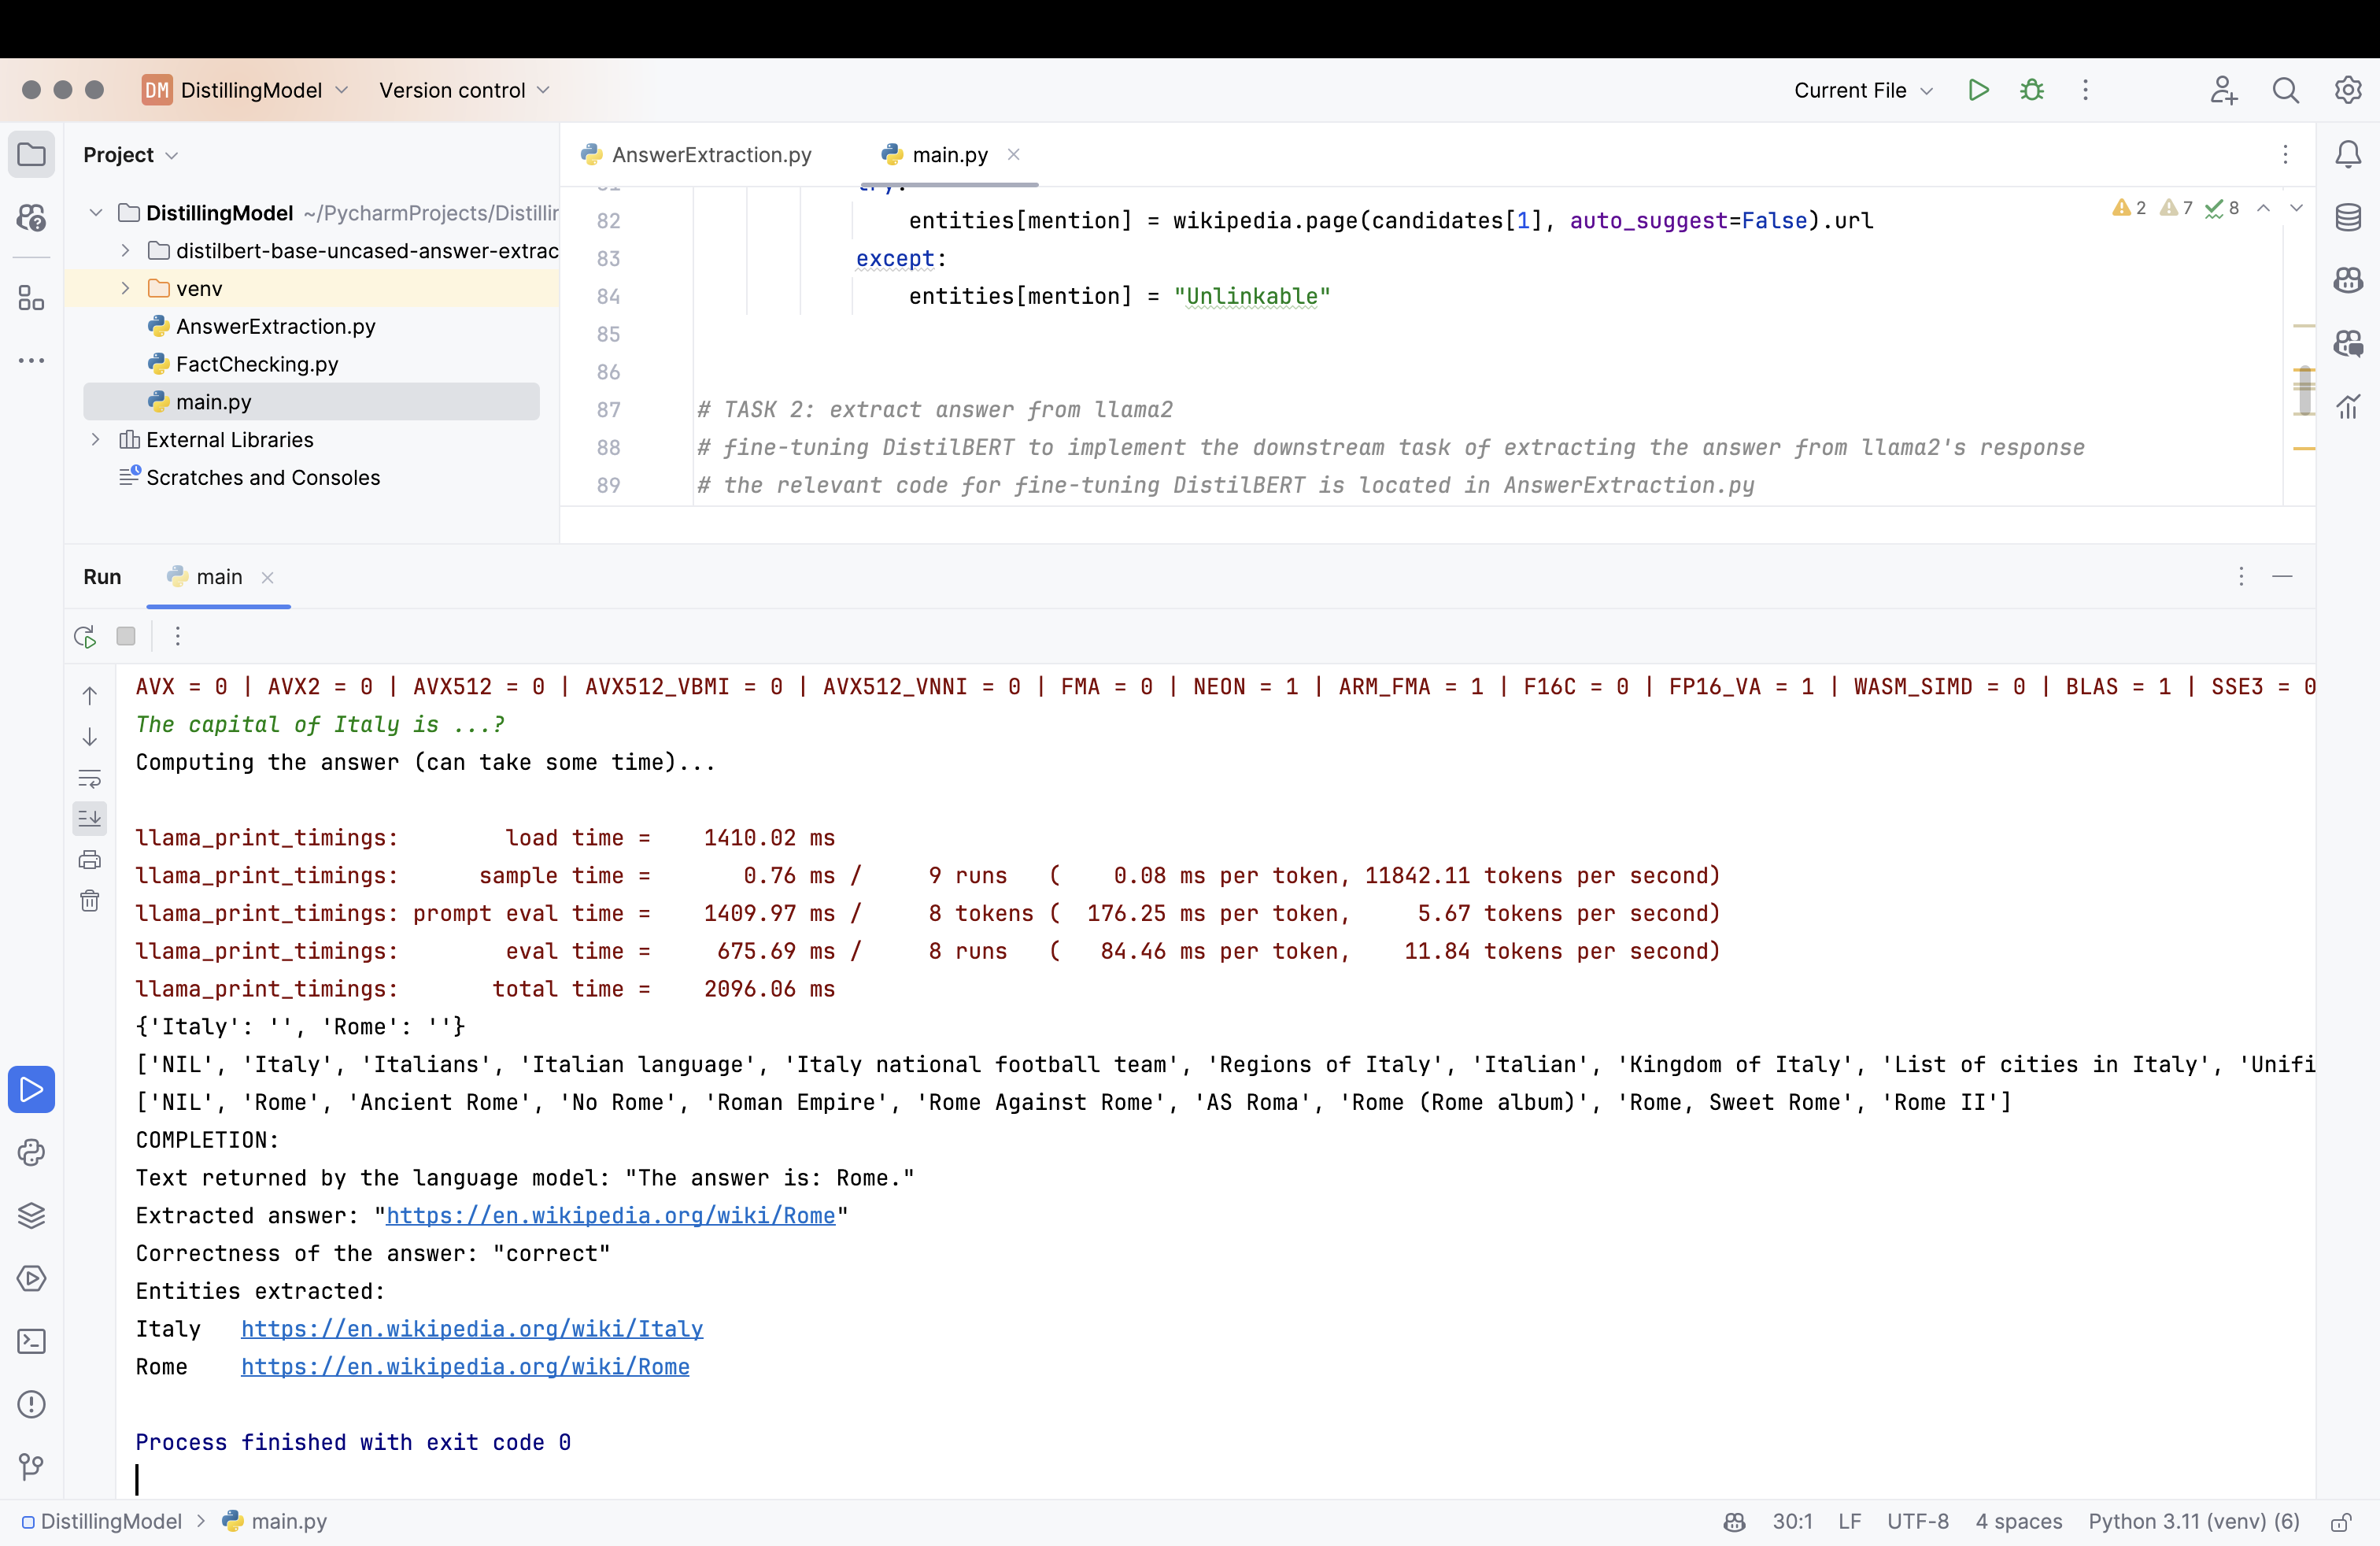 DM DistillingModel Version control Current File
Project
DistillingModel ~/PycharmProjects/Distillin
distilbert-base-uncased-answer-extrac
venv
AnswerExtraction.py
FactChecking.py
main.py
External Libraries
Scratches and Consoles
AnswerExtraction.py main.py
2 7 8
81 try:
82 entities[mention] = wikipedia.page(candidates[1], auto_suggest=False).url
83 except:
84 entities[mention] = "Unlinkable"
85
86
87 # TASK 2: extract answer from llama2
88 # fine-tuning DistilBERT to implement the downstream task of extracting the answer from llama2's response
89 # the relevant code for fine-tuning DistilBERT is located in AnswerExtraction.py
Run main
AVX = 0 | AVX2 = 0 | AVX512 = 0 | AVX512_VBMI = 0 | AVX512_VNNI = 0 | FMA = 0 | NEON = 1 | ARM_FMA = 1 | F16C = 0 | FP16_VA = 1 | WASM_SIMD = 0 | BLAS = 1 | SSE3 = 0
The capital of Italy is ...?
Computing the answer (can take some time)...
llama_print_timings: load time = 1410.02 ms
llama_print_timings: sample time = 0.76 ms / 9 runs ( 0.08 ms per token, 11842.11 tokens per second)
llama_print_timings: prompt eval time = 1409.97 ms / 8 tokens ( 176.25 ms per token, 5.67 tokens per second)
llama_print_timings: eval time = 675.69 ms / 8 runs ( 84.46 ms per token, 11.84 tokens per second)
llama_print_timings: total time = 2096.06 ms
{'Italy': '', 'Rome': ''}
['NIL', 'Italy', 'Italians', 'Italian language', 'Italy national football team', 'Regions of Italy', 'Italian', 'Kingdom of Italy', 'List of cities in Italy', 'Unifi
['NIL', 'Rome', 'Ancient Rome', 'No Rome', 'Roman Empire', 'Rome Against Rome', 'AS Roma', 'Rome (Rome album)', 'Rome, Sweet Rome', 'Rome II']
COMPLETION:
Text returned by the language model: "The answer is: Rome."
Extracted answer: "https://en.wikipedia.org/wiki/Rome"
Correctness of the answer: "correct"
Entities extracted:
Italy https://en.wikipedia.org/wiki/Italy
Rome https://en.wikipedia.org/wiki/Rome
Process finished with exit code 0
DistillingModel > main.py 30:1 LF UTF-8 4 spaces Python 3.11 (venv) (6)